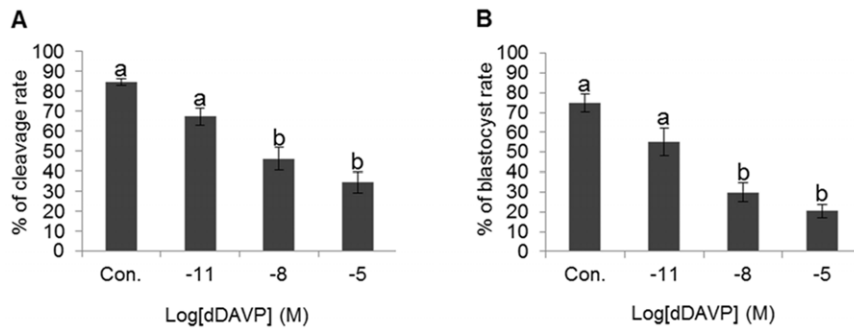 A
% of cleavage rate
100
90
80
70
60
50
40
30
20
10
0
a
a
b
b
Con.
-11
-8
-5
Log[dDAVP] (M)
B
% of blastocyst rate
100
90
80
70
60
50
40
30
20
10
0
a
a
b
b
Con.
-11
-8
-5
Log[dDAVP] (M)